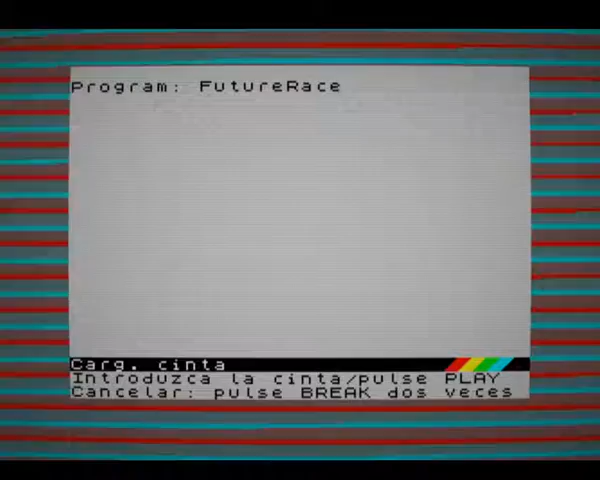 Program: FutureRace
Carg. cinta
Introduzca la cinta/pulse PLAY
Cancelar: pulse BREAK dos veces